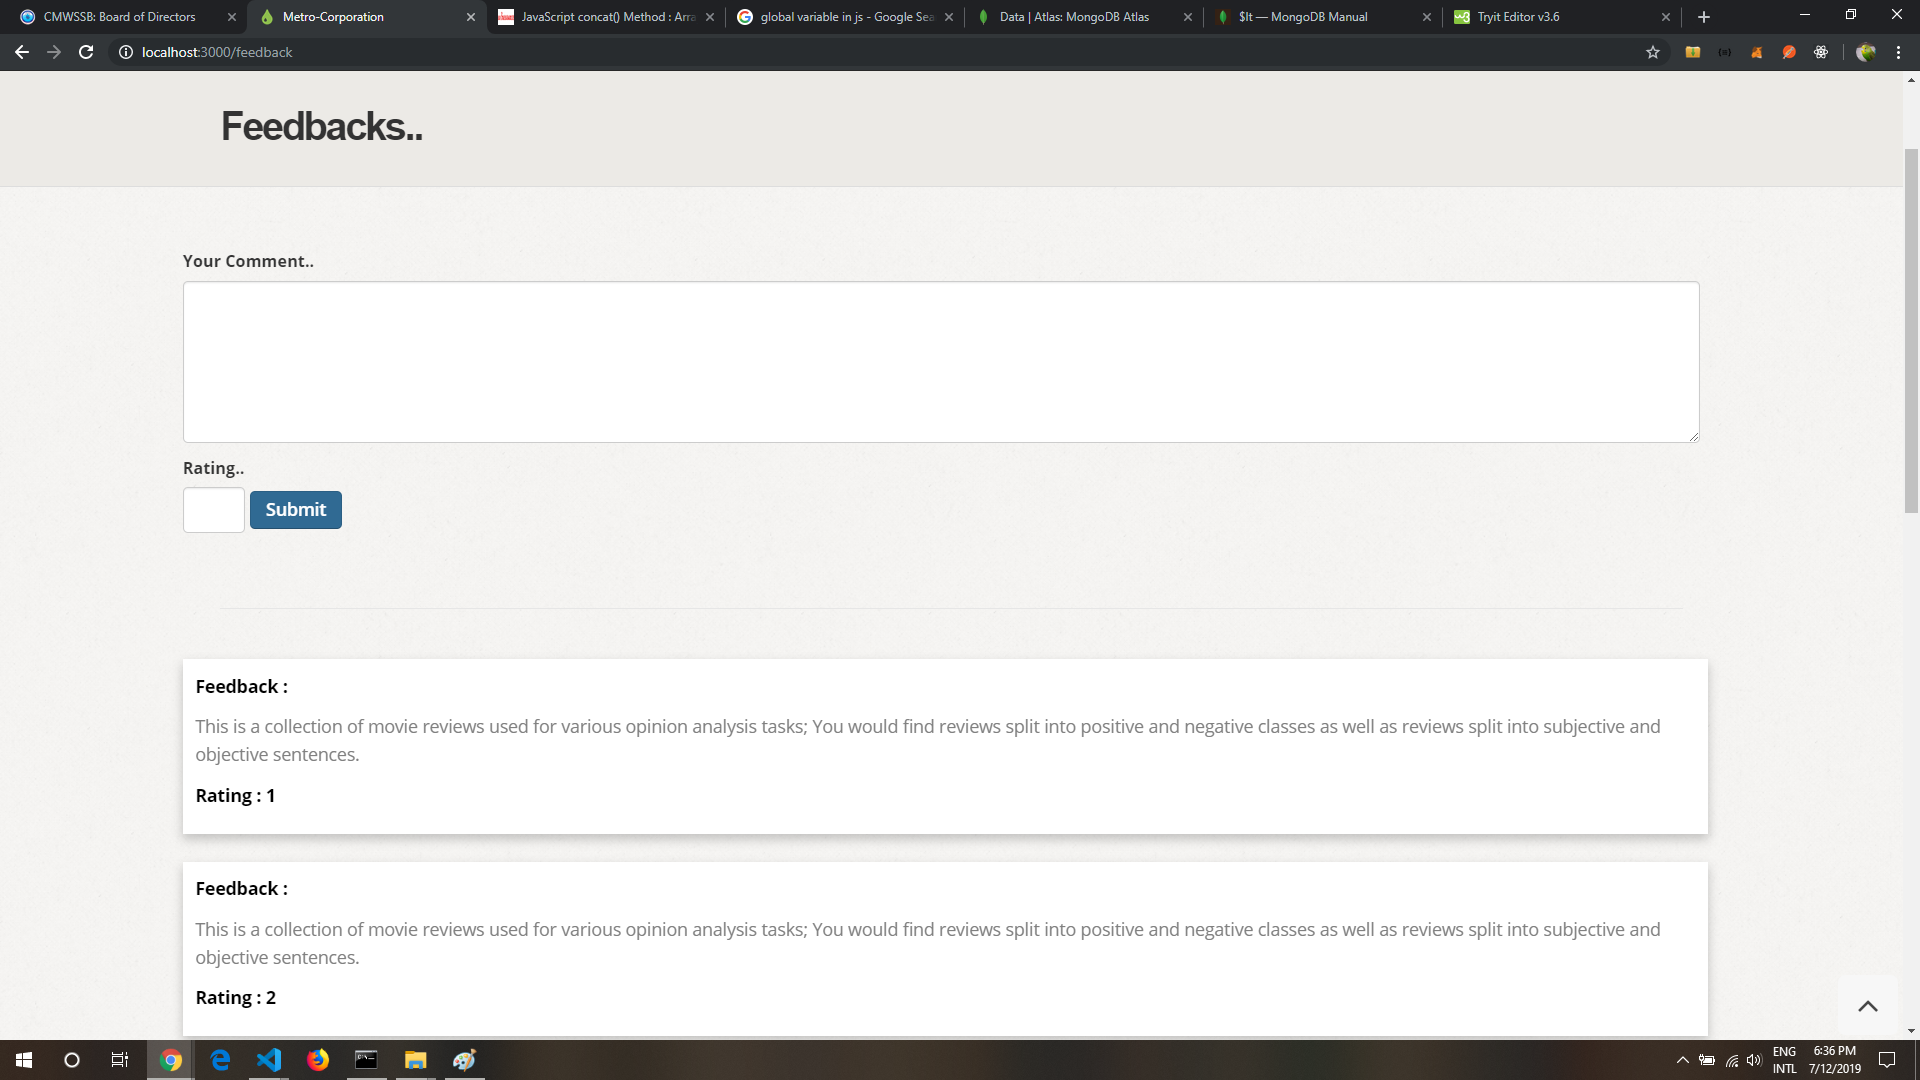 CMWSSB: Board of Directors
Metro-Corporation
JavaScript concat() Method : Arra
global variable in js - Google Sea
Data | Atlas: MongoDB Atlas
$lt — MongoDB Manual
Tryit Editor v3.6
localhost:3000/feedback
Feedbacks..
Your Comment..
Rating..
Submit
Feedback :
This is a collection of movie reviews used for various opinion analysis tasks; You would find reviews split into positive and negative classes as well as reviews split into subjective and
objective sentences.
Rating : 1
Feedback :
This is a collection of movie reviews used for various opinion analysis tasks; You would find reviews split into positive and negative classes as well as reviews split into subjective and
objective sentences.
Rating : 2
ENG
INTL
6:36 PM
7/12/2019